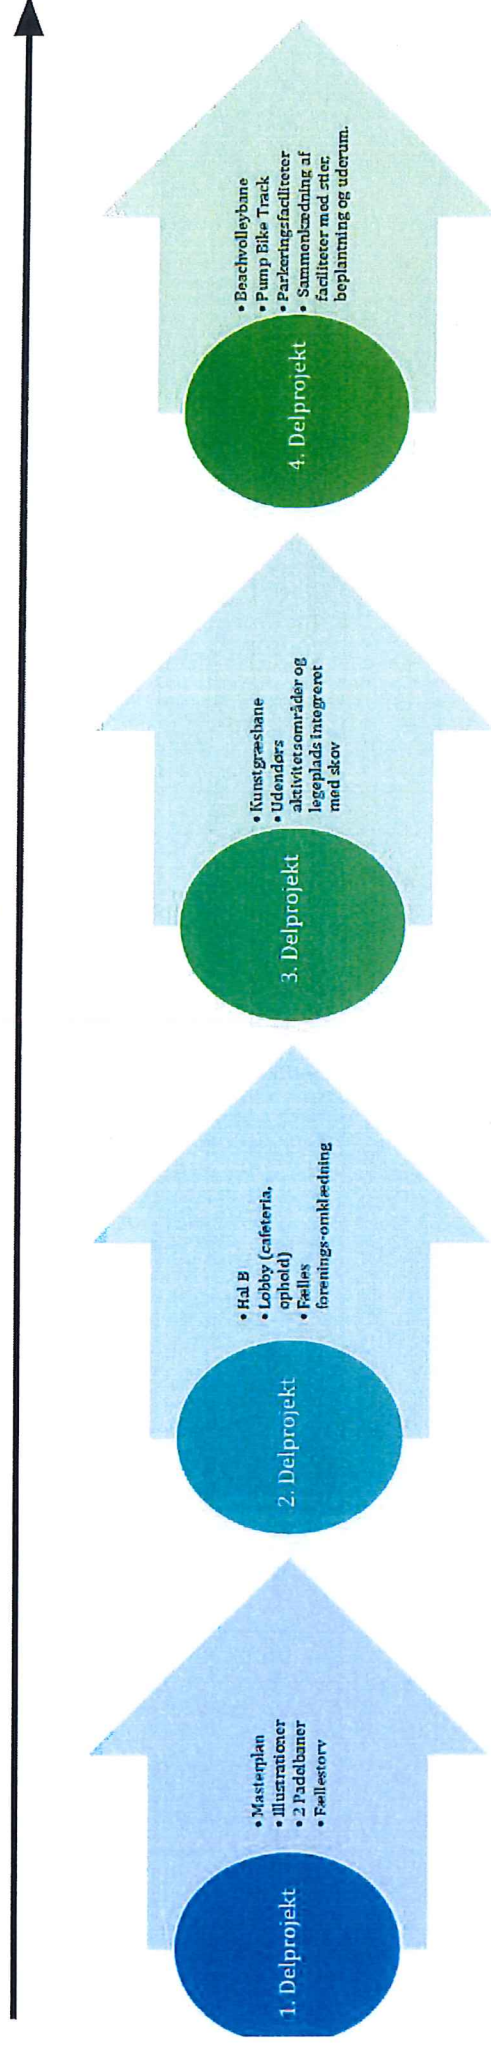 1. Delprojekt
• Masterplan
• Illustrationer
• 2 Padelbaner
• Fællestorv
2. Delprojekt
• Hal B
• Lobby (cafeteria,
ophold)
• Fælles
forenings-omklædning
3. Delprojekt
• Kunstgræsbane
• Udendørs
aktivitetsområder og
legeplads integreret
med skov
4. Delprojekt
• Beachvolleybane
• Pump Bike Track
• Parkeringsfaciliteter
• Sammenkædning af
faciliteter med stier,
beplantning og uderum.